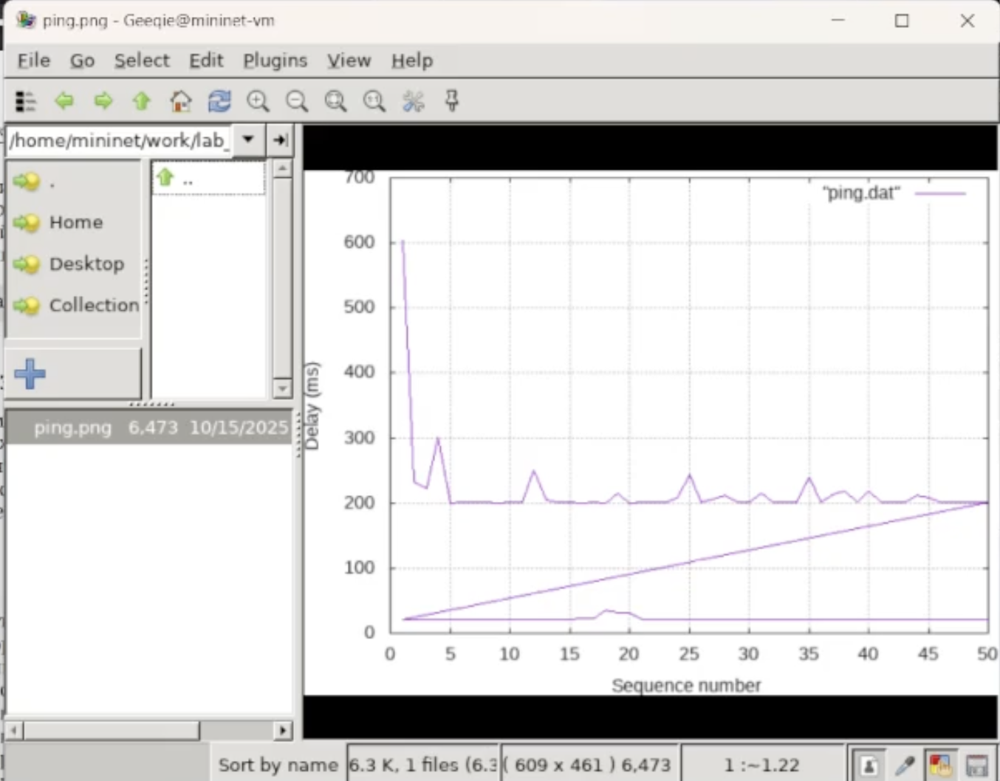 ping.png - Geeqie@mininet-vm
File Go Select Edit Plugins View Help
/home/mininet/work/lab_
.
..
Home
Desktop
Collection
ping.png 6,473 10/15/2025
700
"ping.dat"
600
500
400
Delay (ms)
300
200
100
0
0 5 10 15 20 25 30 35 40 45 50
Sequence number
Sort by name 6.3 K, 1 files (6.3 ( 609 x 461 ) 6,473 1 :~1.22